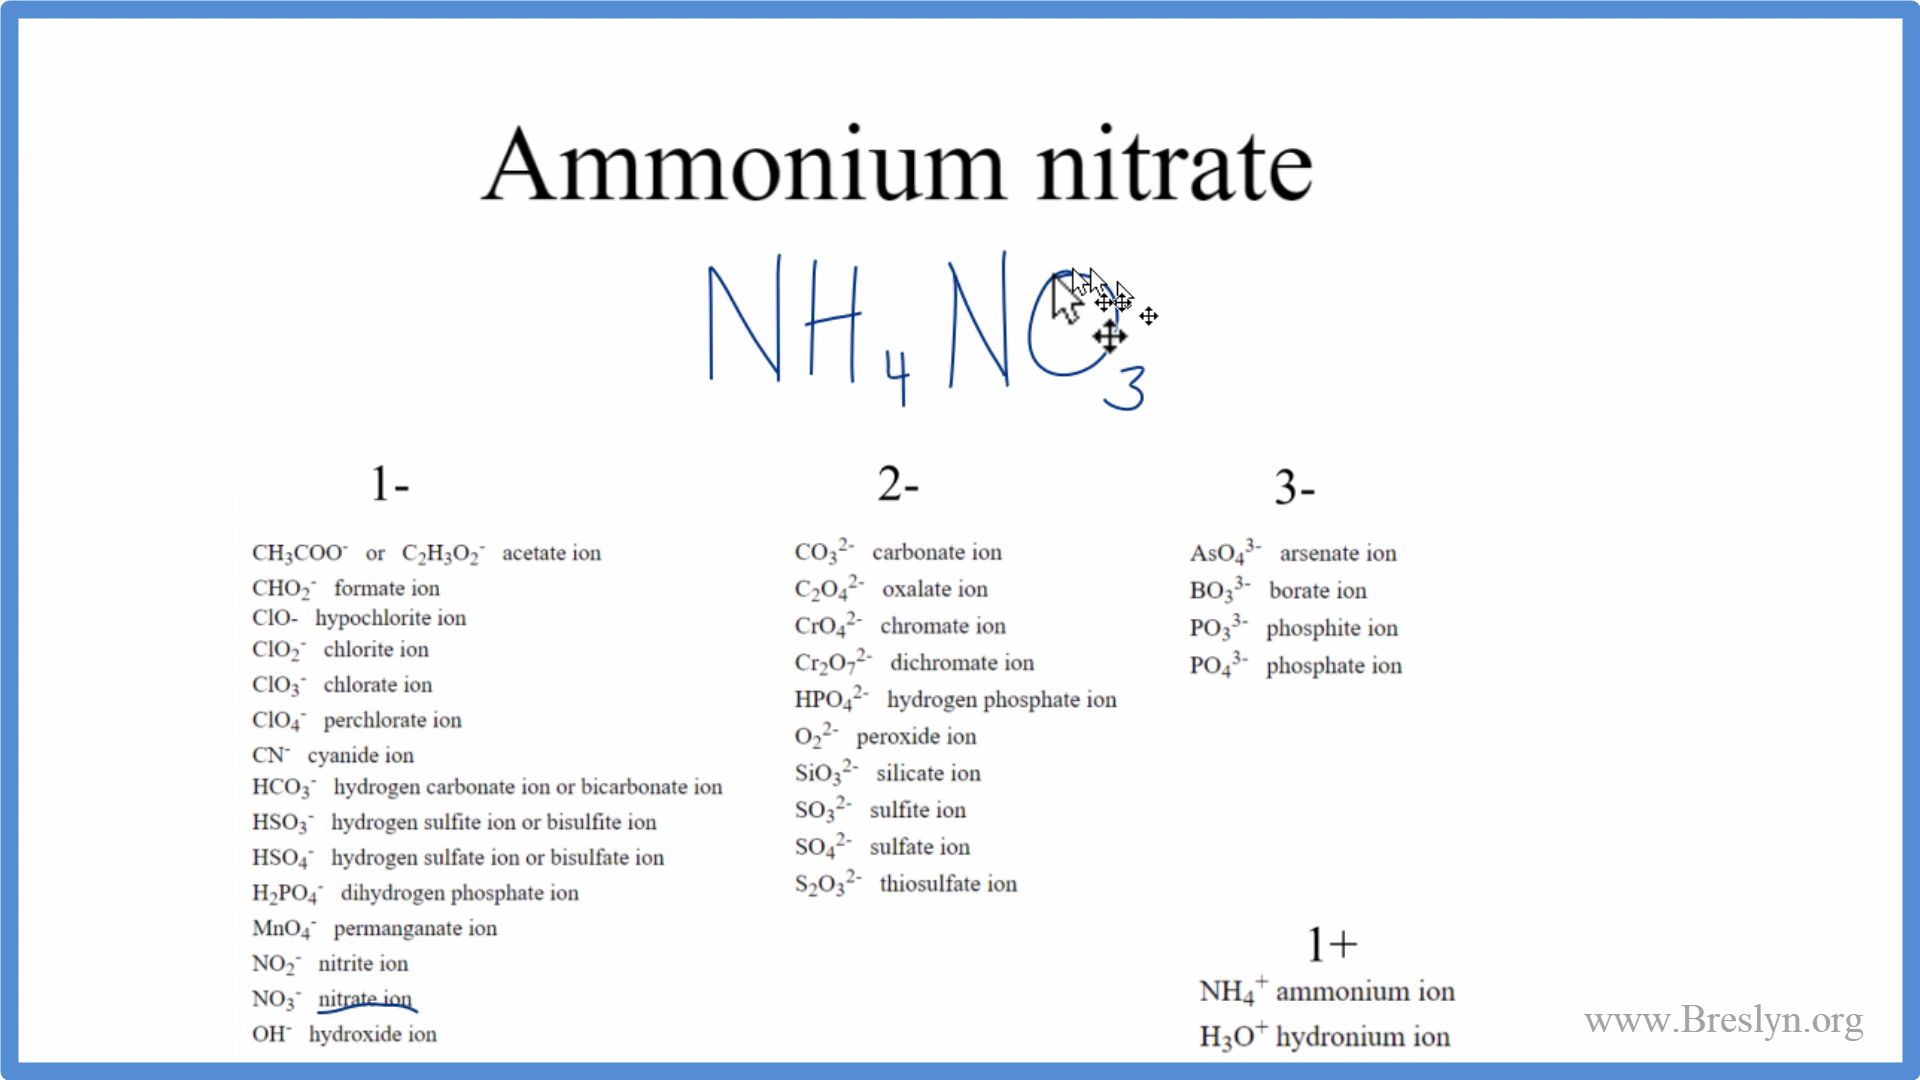 Ammonium nitrate
NH₄NO₃
1-
CH₃COO⁻ or C₂H₃O₂⁻ acetate ion
CHO₂⁻ formate ion
ClO- hypochlorite ion
ClO₂⁻ chlorite ion
ClO₃⁻ chlorate ion
ClO₄⁻ perchlorate ion
CN⁻ cyanide ion
HCO₃⁻ hydrogen carbonate ion or bicarbonate ion
HSO₃⁻ hydrogen sulfite ion or bisulfite ion
HSO₄⁻ hydrogen sulfate ion or bisulfate ion
H₂PO₄⁻ dihydrogen phosphate ion
MnO₄⁻ permanganate ion
NO₂⁻ nitrite ion
NO₃⁻ nitrate ion
OH⁻ hydroxide ion
2-
CO₃²⁻ carbonate ion
C₂O₄²⁻ oxalate ion
CrO₄²⁻ chromate ion
Cr₂O₇²⁻ dichromate ion
HPO₄²⁻ hydrogen phosphate ion
O₂²⁻ peroxide ion
SiO₃²⁻ silicate ion
SO₃²⁻ sulfite ion
SO₄²⁻ sulfate ion
S₂O₃²⁻ thiosulfate ion
3-
AsO₄³⁻ arsenate ion
BO₃³⁻ borate ion
PO₃³⁻ phosphite ion
PO₄³⁻ phosphate ion
1+
NH₄⁺ ammonium ion
H₃O⁺ hydronium ion
www.Breslyn.org